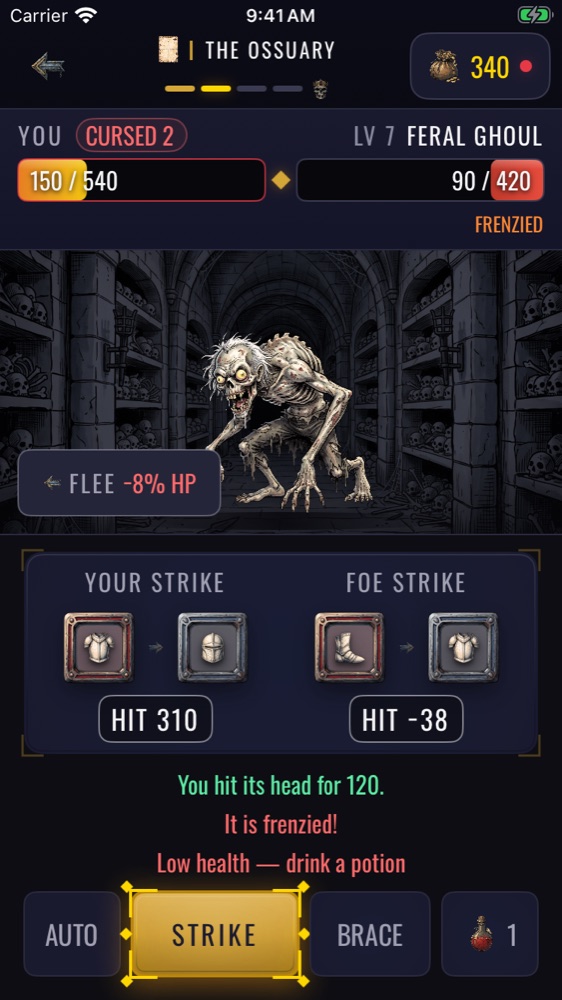 Carrier 9:41 AM
| THE OSSUARY
340
YOU CURSED 2 LV 7 FERAL GHOUL
150 / 540 90 / 420
FRENZIED
FLEE -8% HP
YOUR STRIKE FOE STRIKE
HIT 310 HIT -38
You hit its head for 120.
It is frenzied!
Low health — drink a potion
AUTO STRIKE BRACE 1